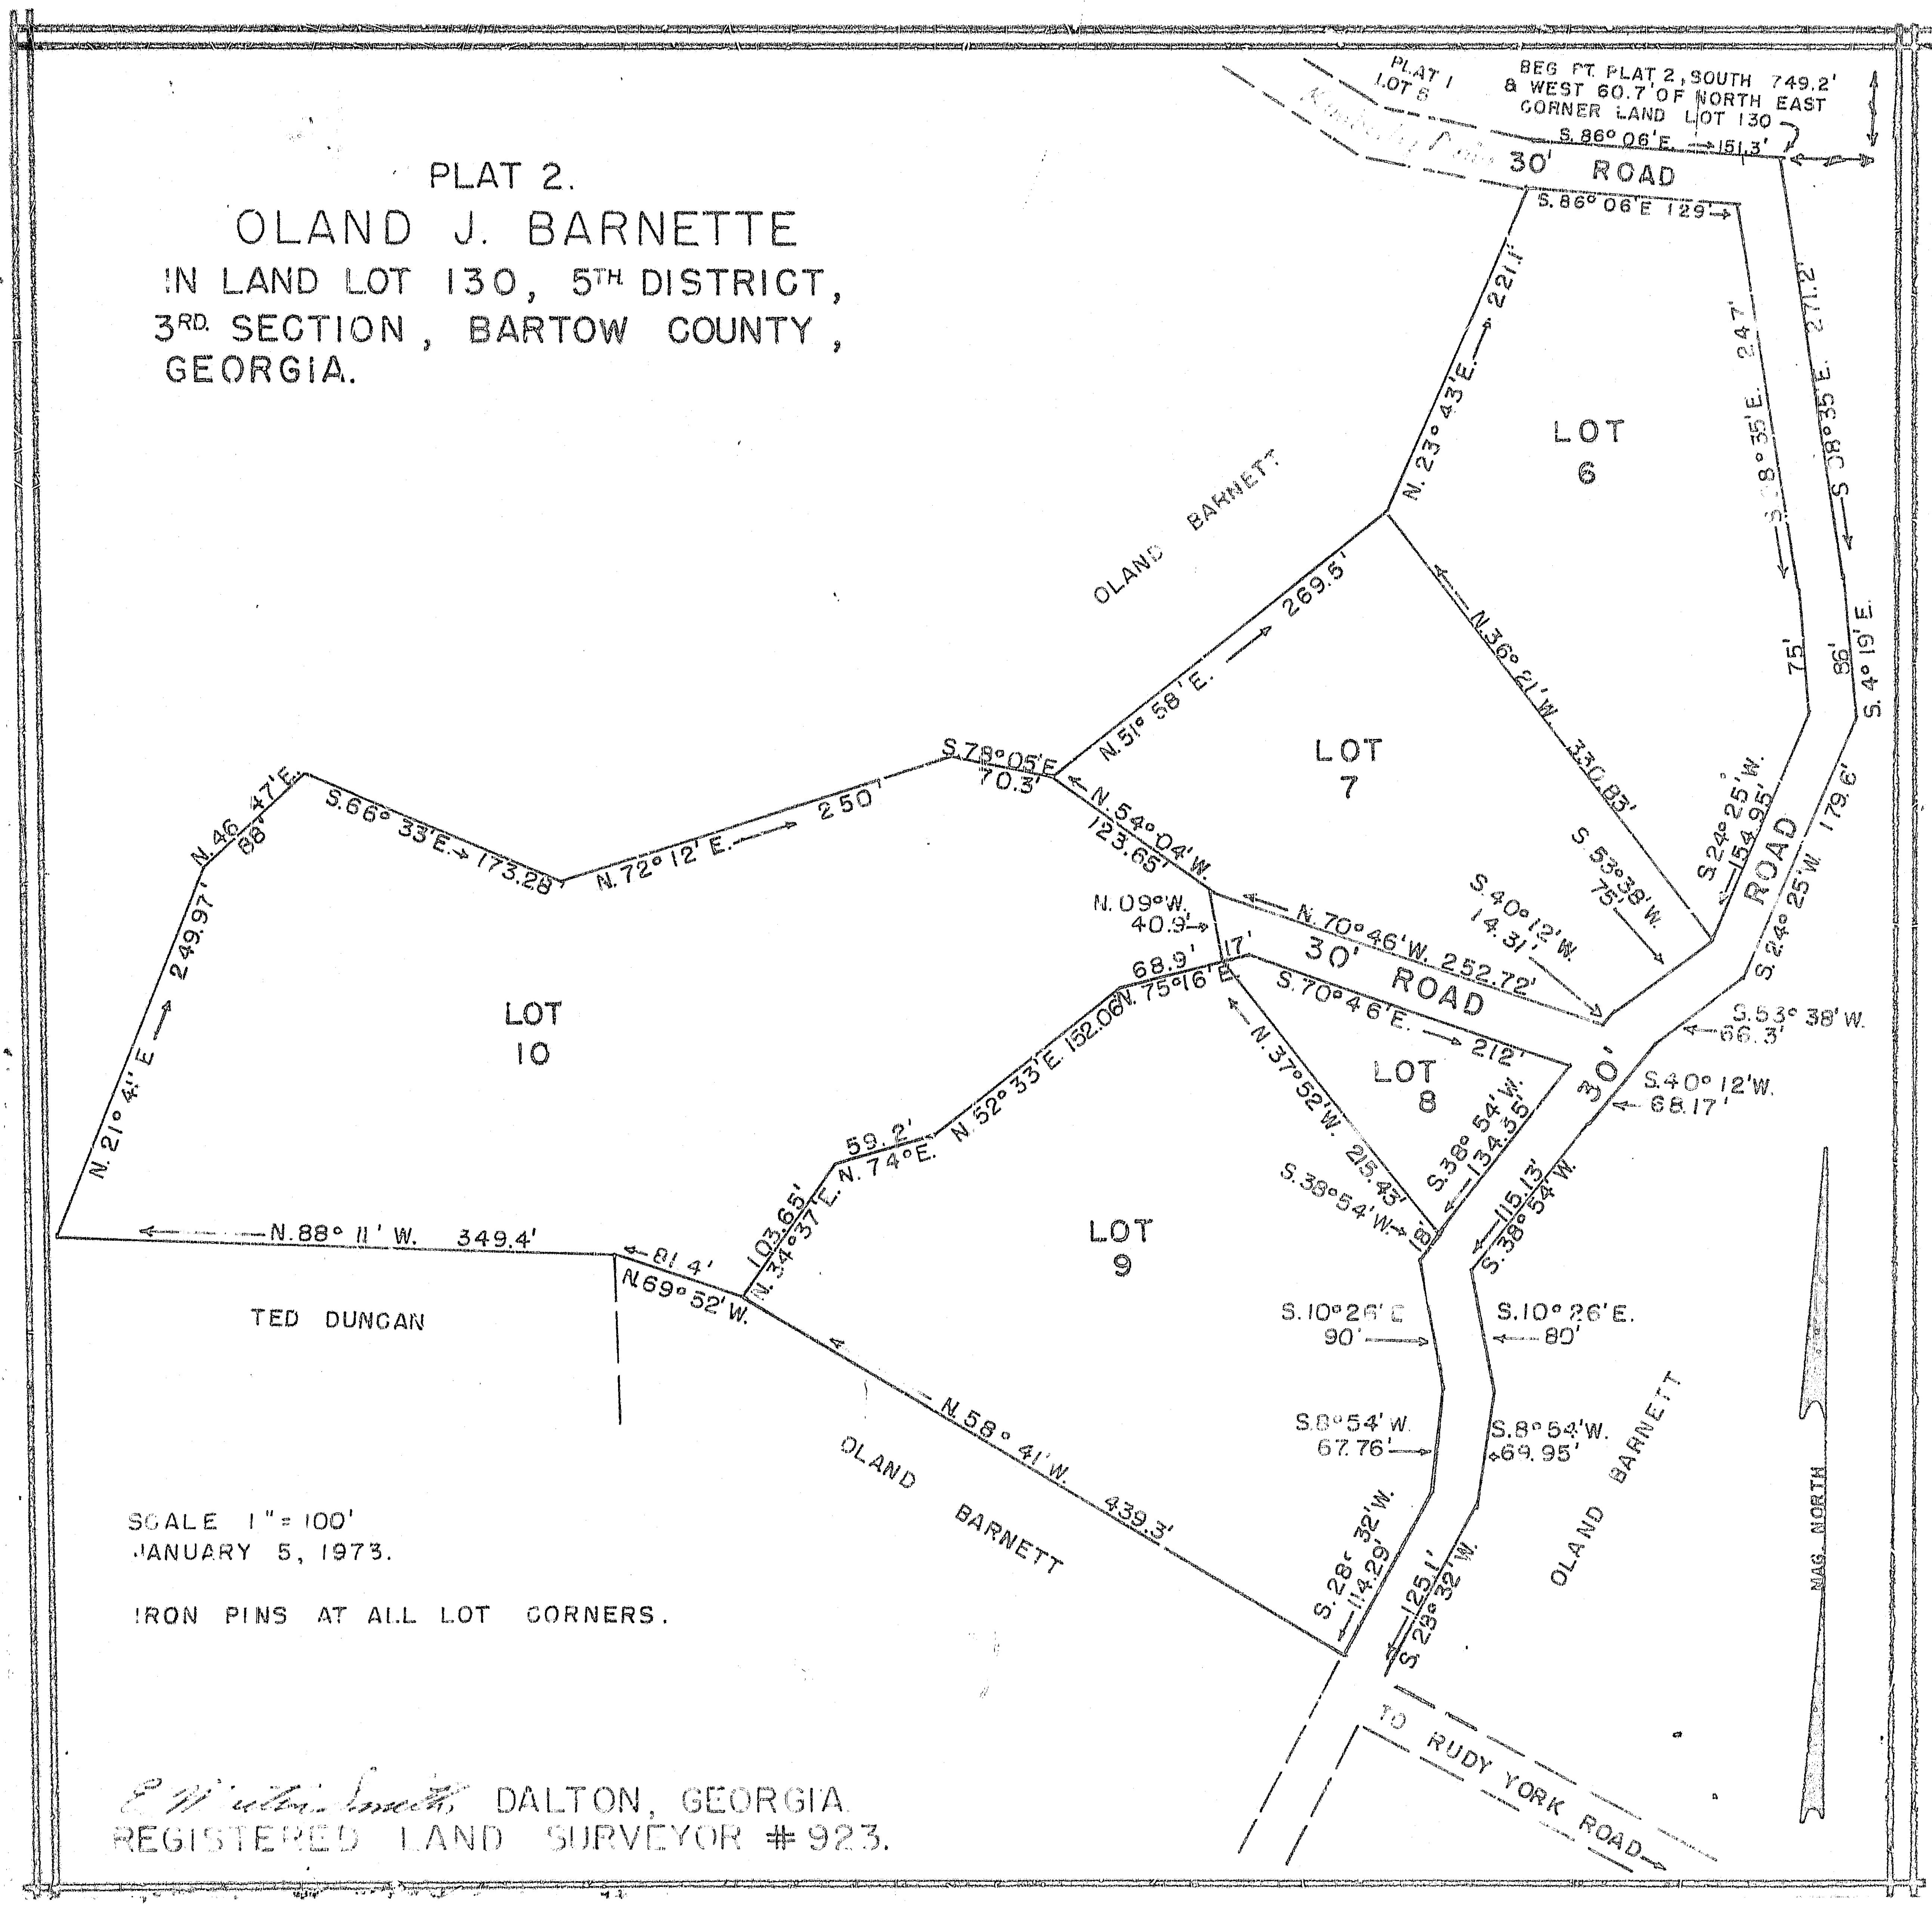 PLAT 1
LOT 8
BEG PT. PLAT 2, SOUTH 749.2'
& WEST 60.7' OF NORTH EAST
CORNER LAND LOT 130
S. 86° 06' E. 151.3'
30' ROAD
S. 86° 06' E 129'
PLAT 2.
OLAND J. BARNETTE
IN LAND LOT 130, 5TH. DISTRICT,
3RD. SECTION, BARTOW COUNTY,
GEORGIA.
N. 23° 43' E. 221.1'
S. 08° 35' E. 247'
S 08° 35' E. 271.2'
LOT
6
OLAND BARNETT
N. 51° 58' E. 269.5'
N. 36° 21' W. 330.83'
75'
86'
S. 4° 19' E.
LOT
7
S. 24° 25' W.
154.95'
ROAD
S. 24° 25' W. 179.6'
S. 78° 05' E
70.3'
N. 54° 04' W.
123.65'
N. 46 47' E.
88'
S. 66° 33' E. 173.28'
N. 72° 12' E. 250'
N. 21° 41' E 249.97'
S. 53° 38' W.
75'
S. 40° 12' W.
14.31'
N. 09° W.
40.9'
N. 70° 46' W. 252.72'
30' ROAD
17'
68.9'
N. 75° 16' E.
S. 70° 46' E. 212'
S. 53° 38' W.
66.3'
LOT
10
N. 52° 33' E. 152.06'
N. 37° 52' W. 215.43'
LOT
8
30'
S. 40° 12' W.
68.17'
S. 38° 54' W.
134.35'
59.2'
N. 74° E.
103.65'
N. 34° 37' E.
S. 38° 54' W.
18'
115.13'
S. 38° 54' W.
LOT
9
N. 88° 11' W. 349.4'
81.4'
N. 69° 52' W.
TED DUNCAN
S. 10° 26' E
90'
S. 10° 26' E.
80'
N. 58° 41' W. 439.3'
S. 8° 54' W.
67.76'
S. 8° 54' W.
69.95'
OLAND BARNETT
OLAND BARNETT
MAG. NORTH
S. 28° 32' W.
114.29'
125.1'
S. 28° 32' W.
SCALE 1" = 100'
JANUARY 5, 1973.
IRON PINS AT ALL LOT CORNERS.
TO RUDY YORK ROAD
Smith, DALTON, GEORGIA
REGISTERED LAND SURVEYOR # 923.